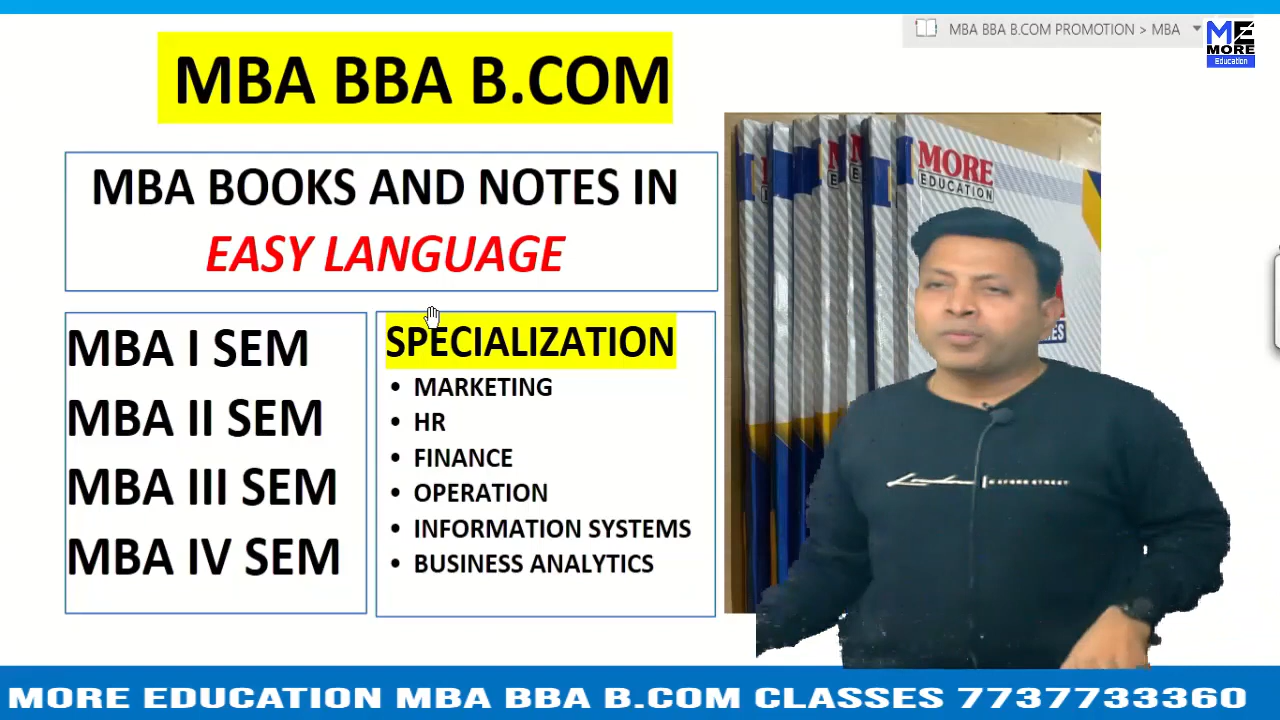 MBA BBA B.COM PROMOTION > MBA
ME
MORE
Education
MBA BBA B.COM
MBA BOOKS AND NOTES IN
EASY LANGUAGE
MORE
EDUCATION
MBA I SEM
MBA II SEM
MBA III SEM
MBA IV SEM
SPECIALIZATION
• MARKETING
• HR
• FINANCE
• OPERATION
• INFORMATION SYSTEMS
• BUSINESS ANALYTICS
MORE EDUCATION MBA BBA B.COM CLASSES 7737733360